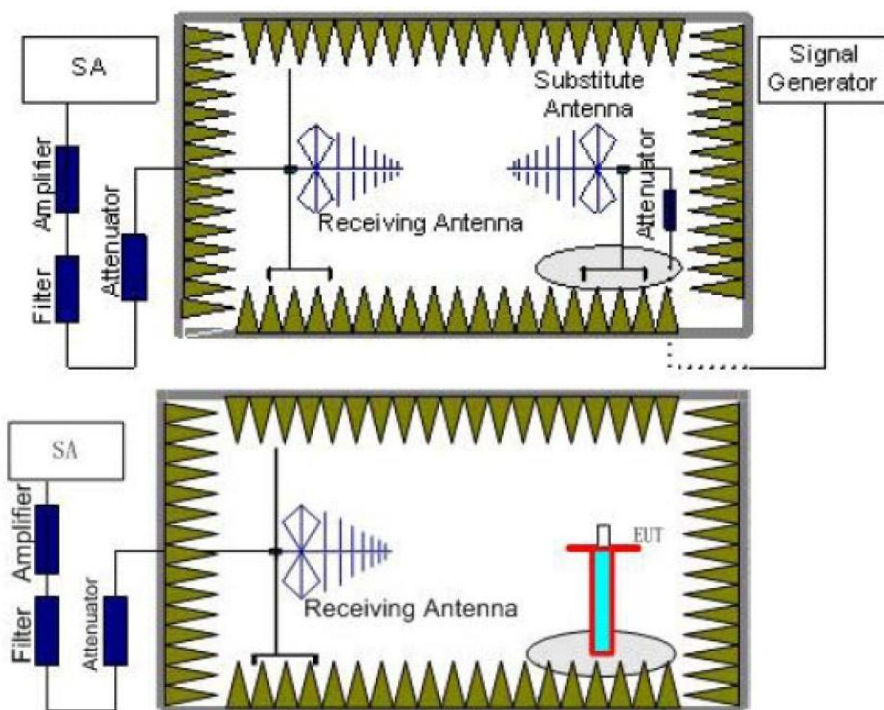 SA
Signal
Generator
Substitute
Antenna
Amplifier
Attenuator
Filter
Receiving Antenna
Attenuator
SA
Amplifier
Filter
Attenuator
Receiving Antenna
EUT